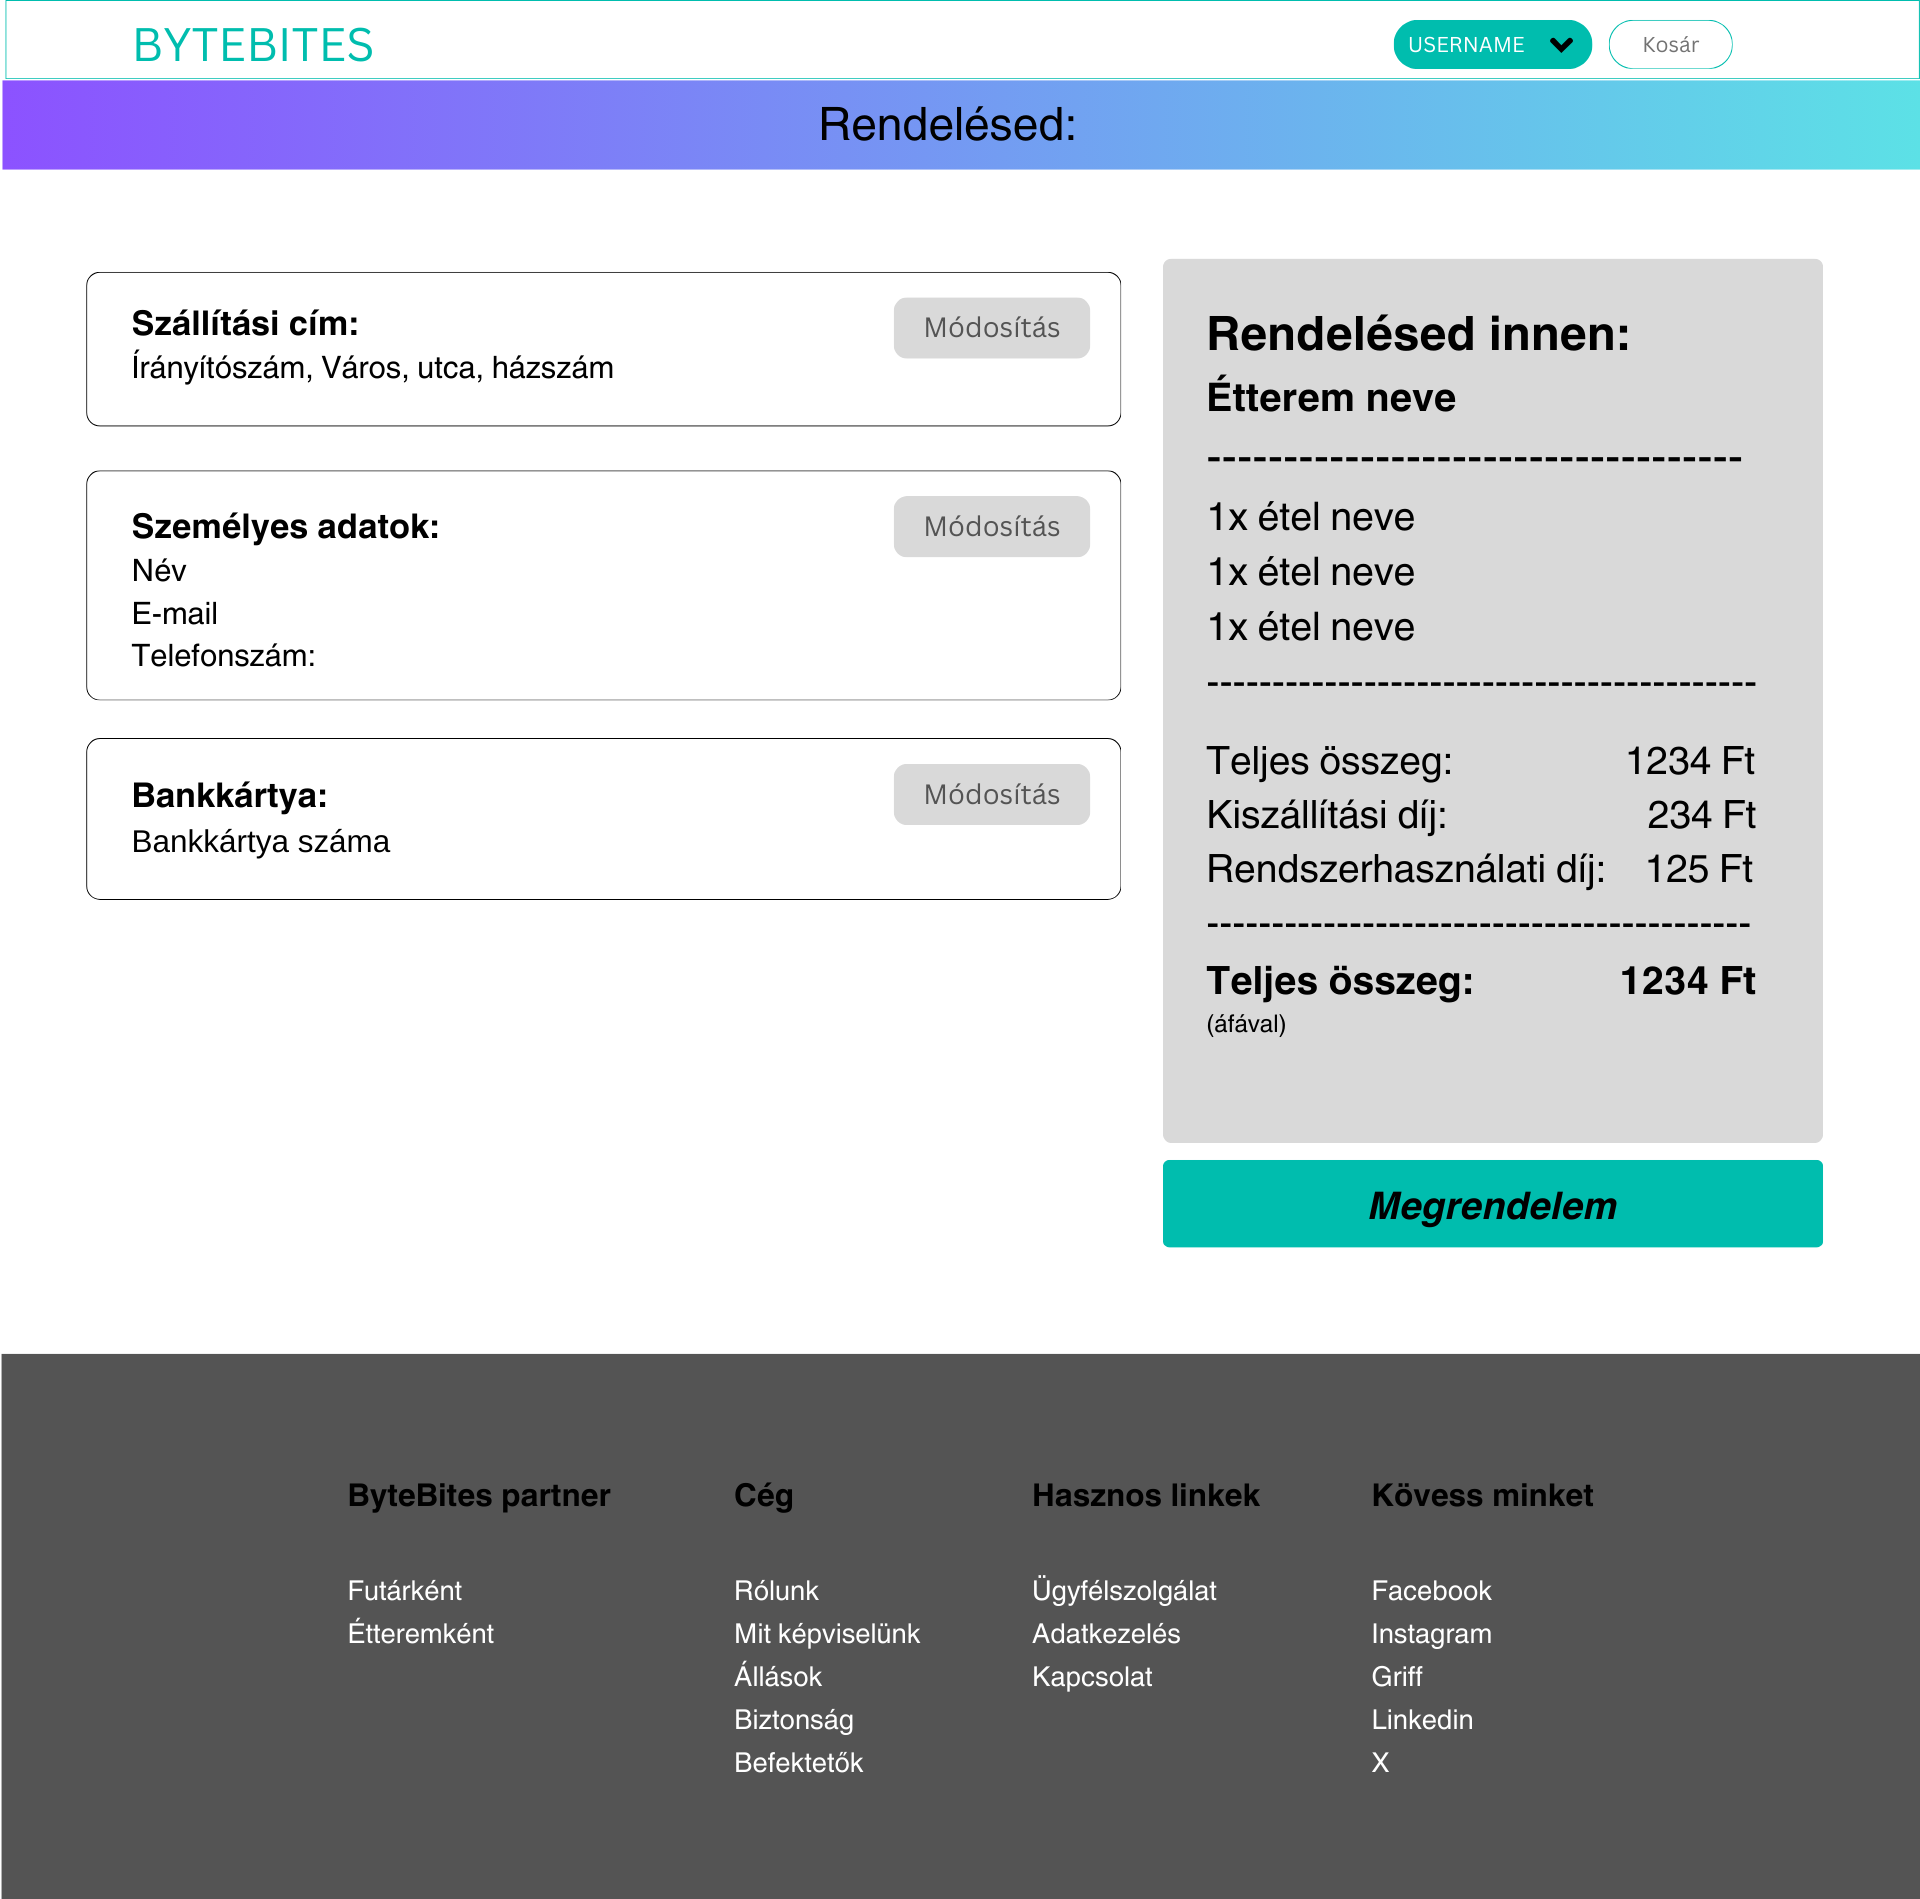 BYTEBITES
USERNAME
Kosár
Rendelésed:
Szállítási cím:
Írányítószám, Város, utca, házszám
Módosítás
Személyes adatok:
Név
E-mail
Telefonszám:
Módosítás
Bankkártya:
Bankkártya száma
Módosítás
Rendelésed innen:
Étterem neve
-----------------------------------
1x étel neve
1x étel neve
1x étel neve
------------------------------------------
Teljes összeg: 1234 Ft
Kiszállítási díj: 234 Ft
Rendszerhasználati díj: 125 Ft
------------------------------------------
Teljes összeg: 1234 Ft
(áfával)
Megrendelem
ByteBites partner
Futárként
Étteremként
Cég
Rólunk
Mit képviselünk
Állások
Biztonság
Befektetők
Hasznos linkek
Ügyfélszolgálat
Adatkezelés
Kapcsolat
Kövess minket
Facebook
Instagram
Griff
Linkedin
X